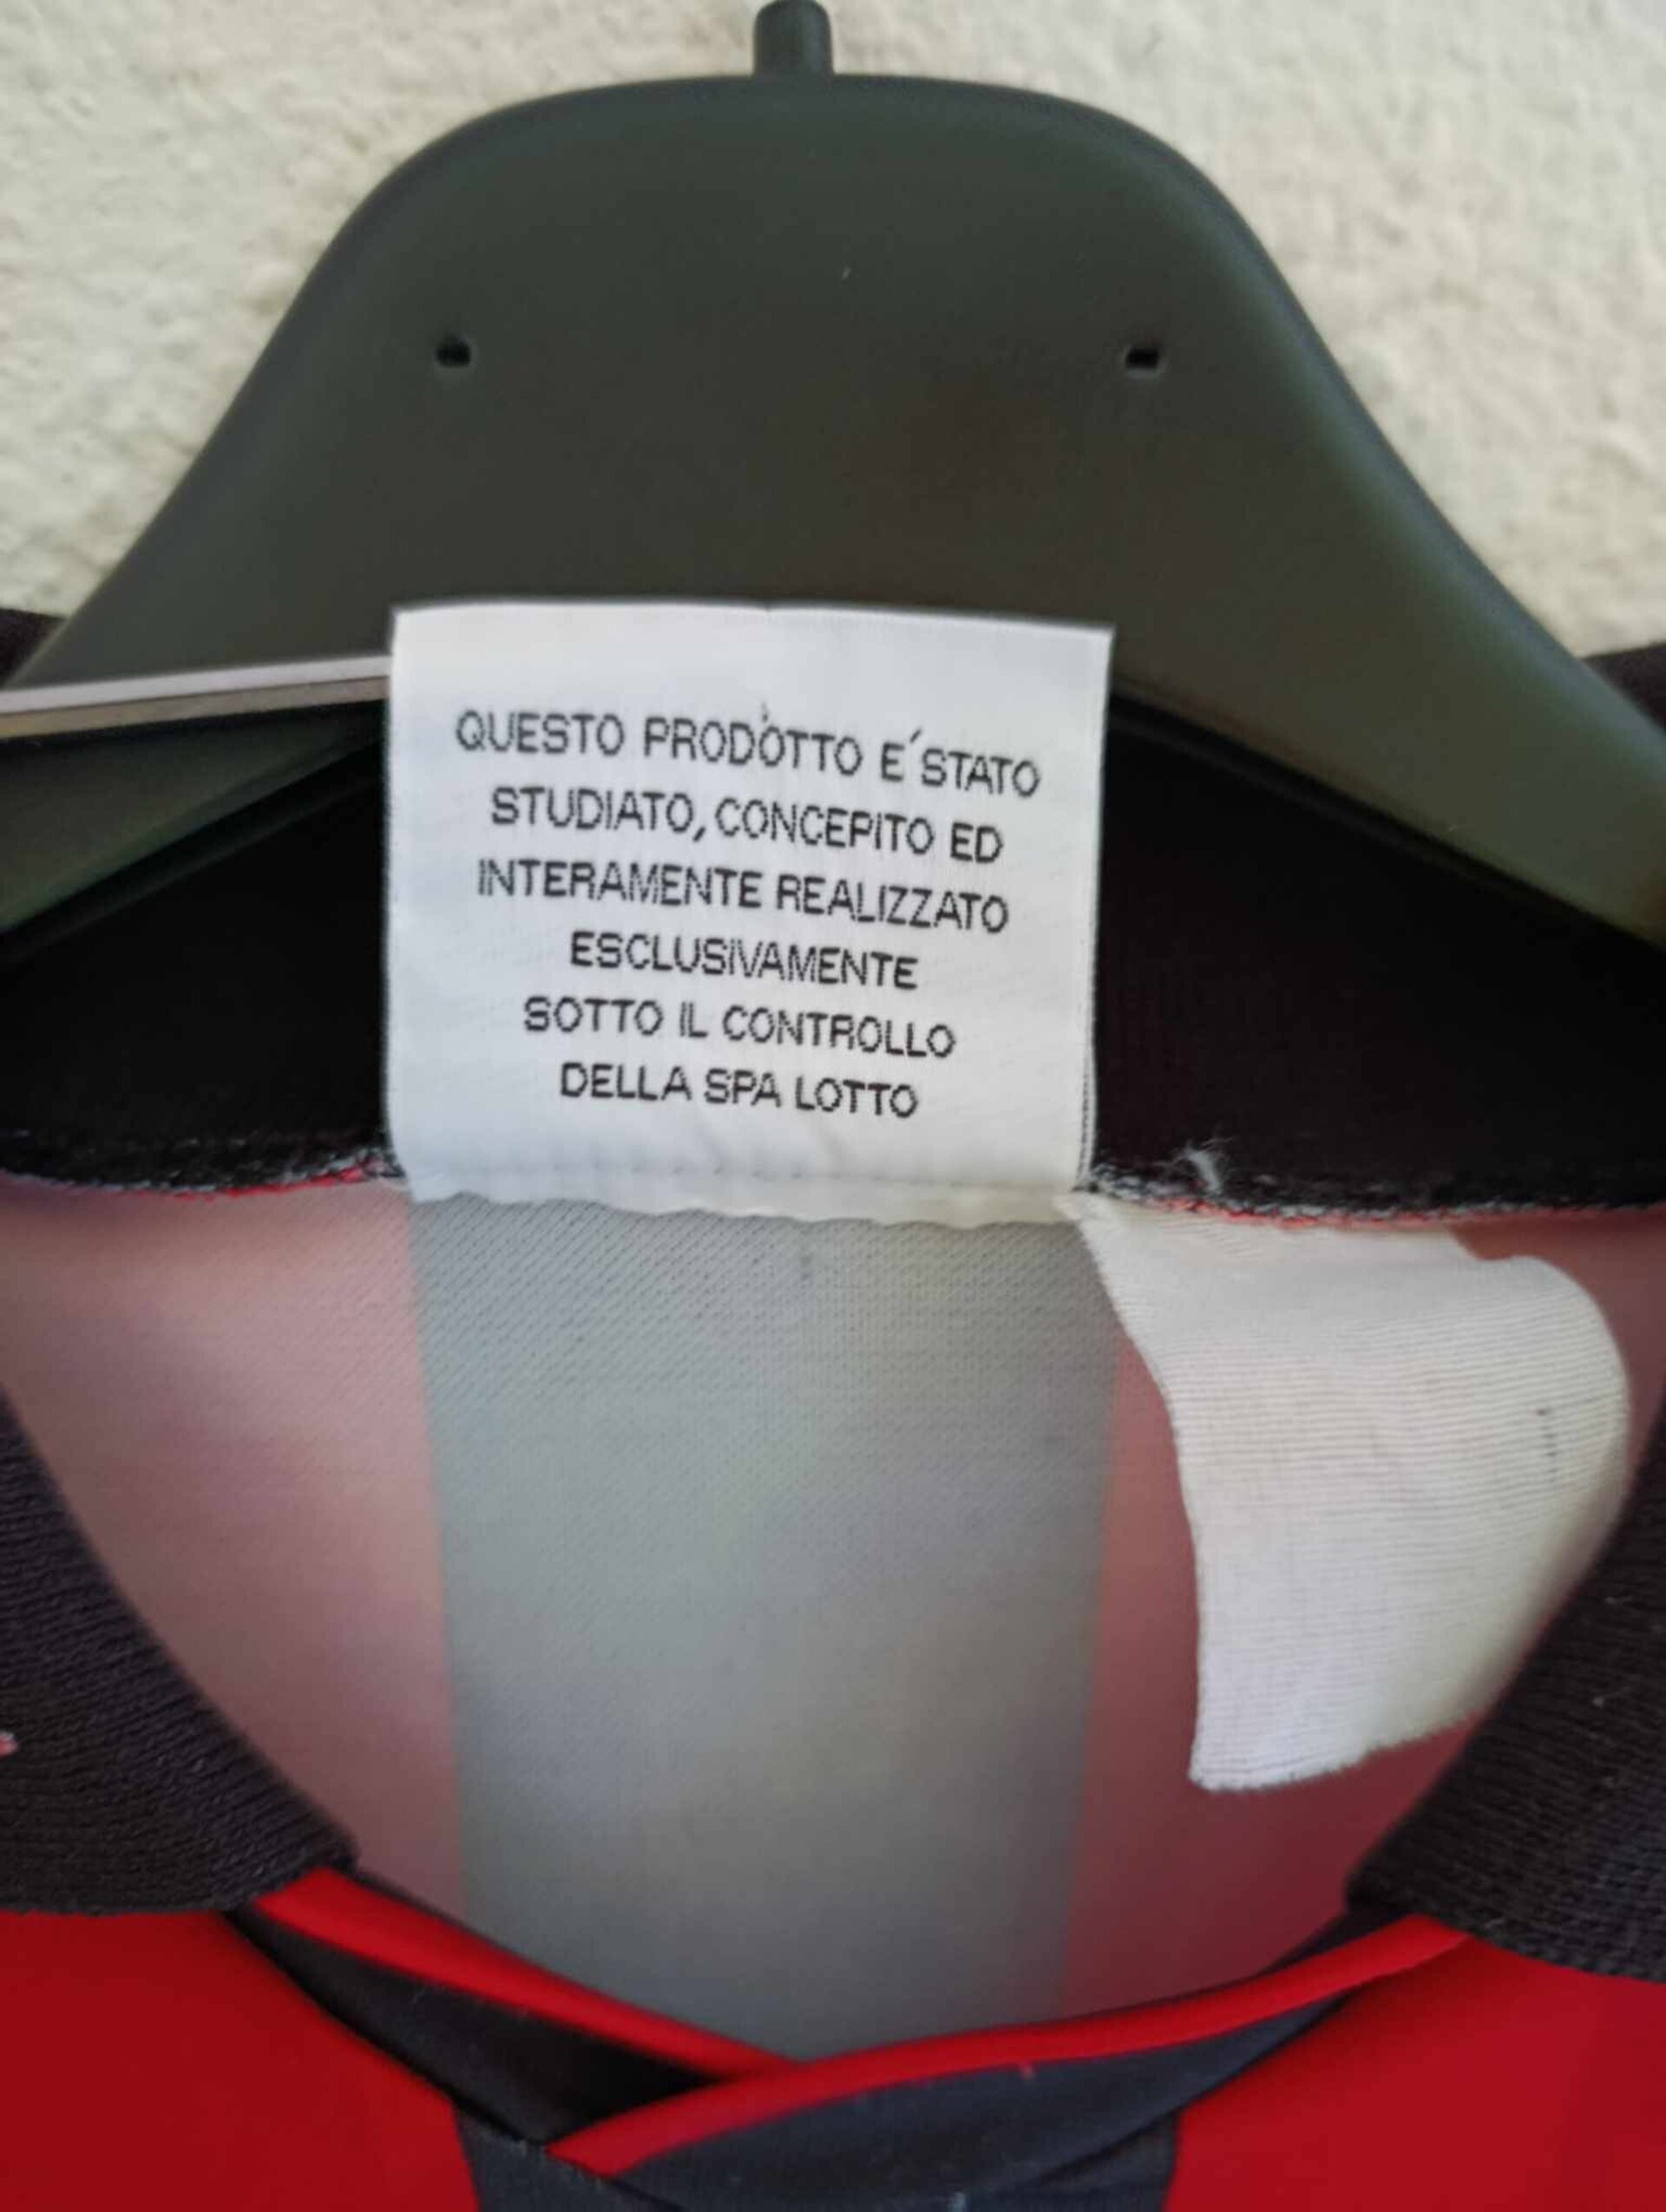 QUESTO PRODOTTO E´STATO
STUDIATO, CONCEPITO ED
INTERAMENTE REALIZZATO
ESCLUSIVAMENTE
SOTTO IL CONTROLLO
DELLA SPA LOTTO